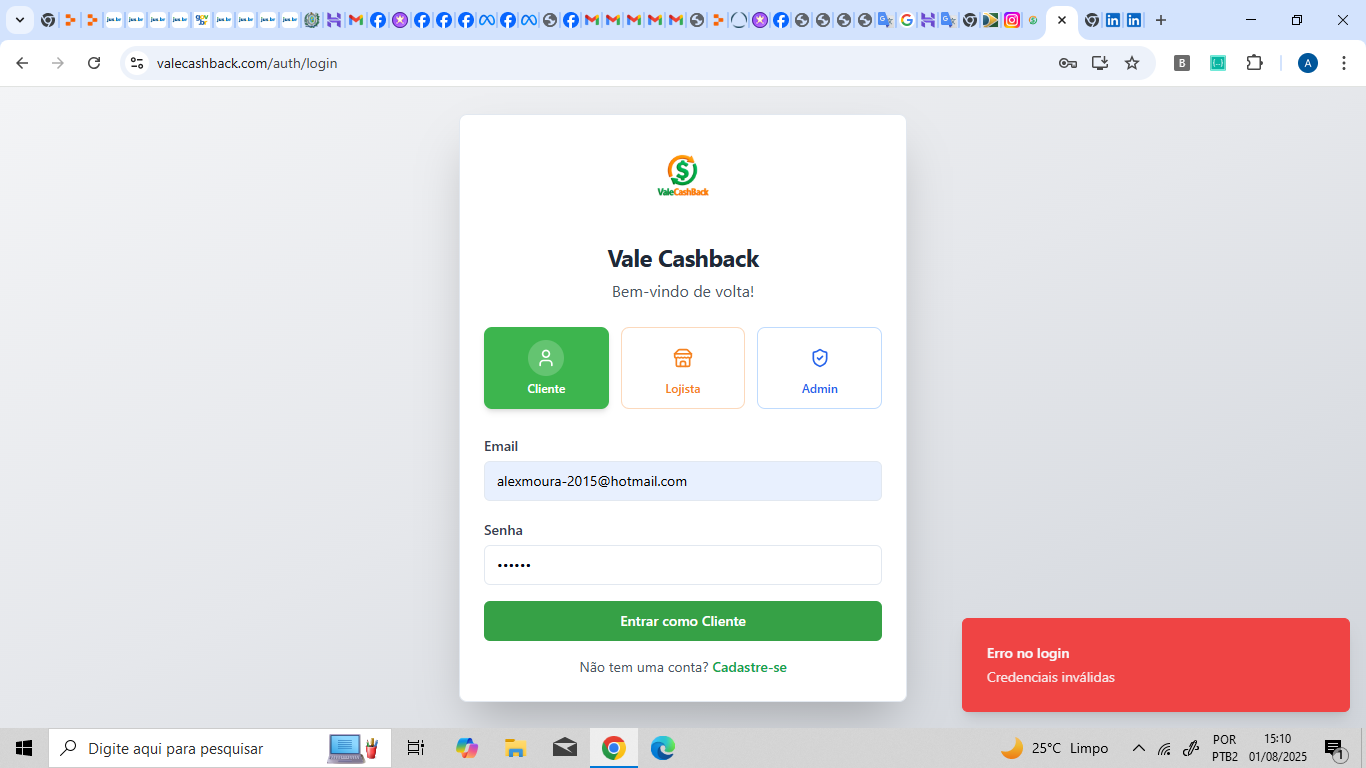 valecashback.com/auth/login
B
A
ValeCashBack
Vale Cashback
Bem-vindo de volta!
Cliente
Lojista
Admin
Email
alexmoura-2015@hotmail.com
Senha
••••••
Entrar como Cliente
Não tem uma conta? Cadastre-se
Erro no login
Credenciais inválidas
Digite aqui para pesquisar
25°C Limpo
POR
PTB2
15:10
01/08/2025
1